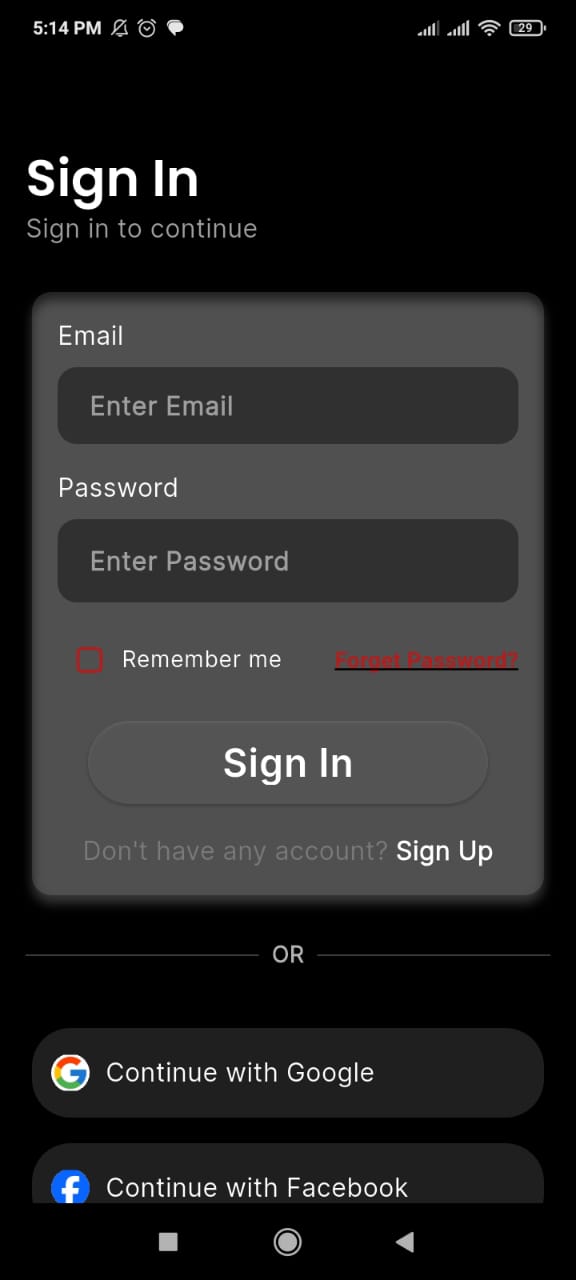 5:14 PM
29
Sign In
Sign in to continue
Email
Enter Email
Password
Enter Password
Remember me Forget Password?
Sign In
Don't have any account? Sign Up
OR
Continue with Google
Continue with Facebook